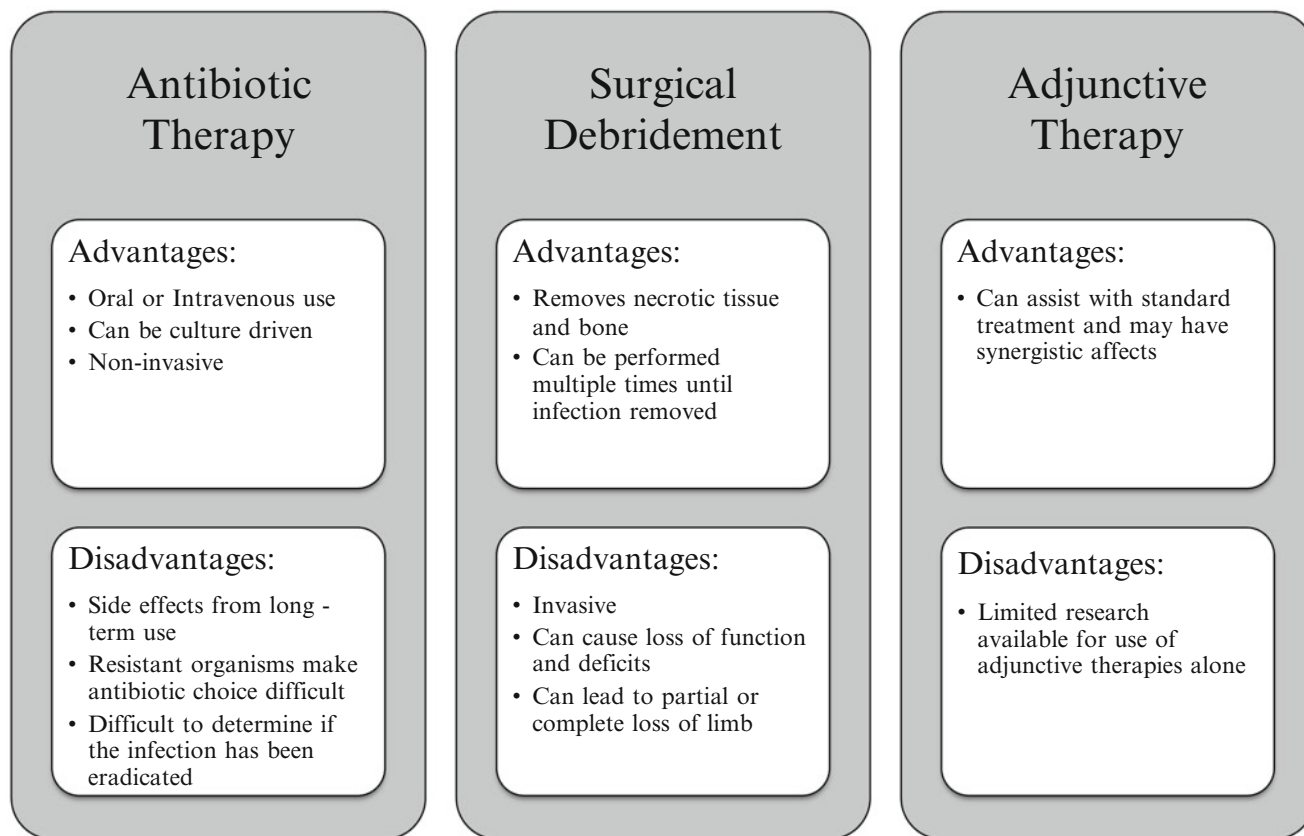 Antibiotic
Therapy
Advantages:
• Oral or Intravenous use
• Can be culture driven
• Non-invasive
Disadvantages:
• Side effects from long -
term use
• Resistant organisms make
antibiotic choice difficult
• Difficult to determine if
the infection has been
eradicated
Surgical
Debridement
Advantages:
• Removes necrotic tissue
and bone
• Can be performed
multiple times until
infection removed
Disadvantages:
• Invasive
• Can cause loss of function
and deficits
• Can lead to partial or
complete loss of limb
Adjunctive
Therapy
Advantages:
• Can assist with standard
treatment and may have
synergistic affects
Disadvantages:
• Limited research
available for use of
adjunctive therapies alone